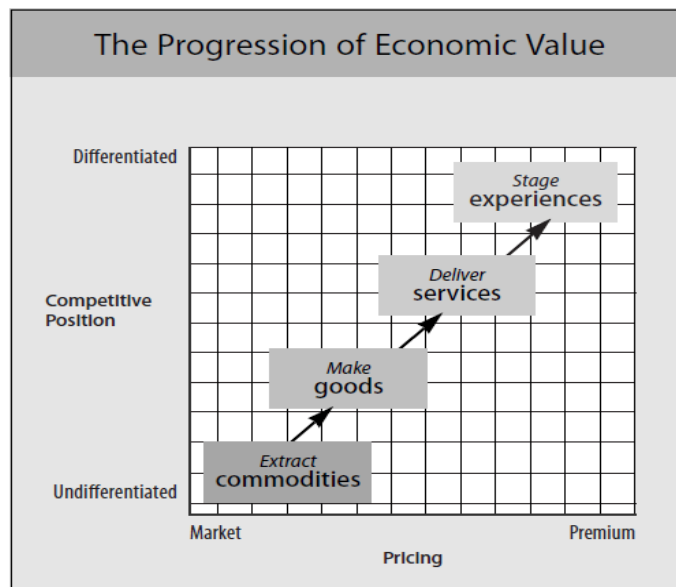 The Progression of Economic Value
Differentiated
Stage
experiences
Deliver
services
Competitive
Position
Make
goods
Extract
commodities
Undifferentiated
Market
Premium
Pricing